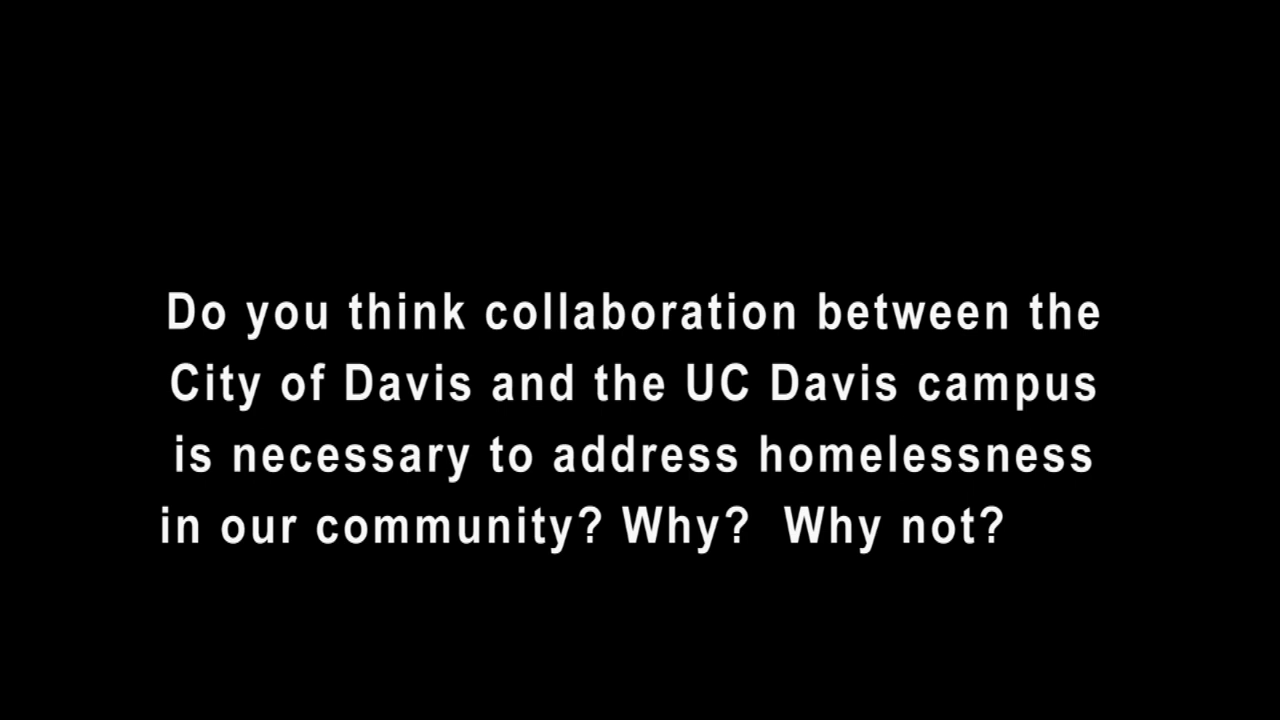 Do you think collaboration between the
City of Davis and the UC Davis campus
is necessary to address homelessness
in our community? Why?  Why not?